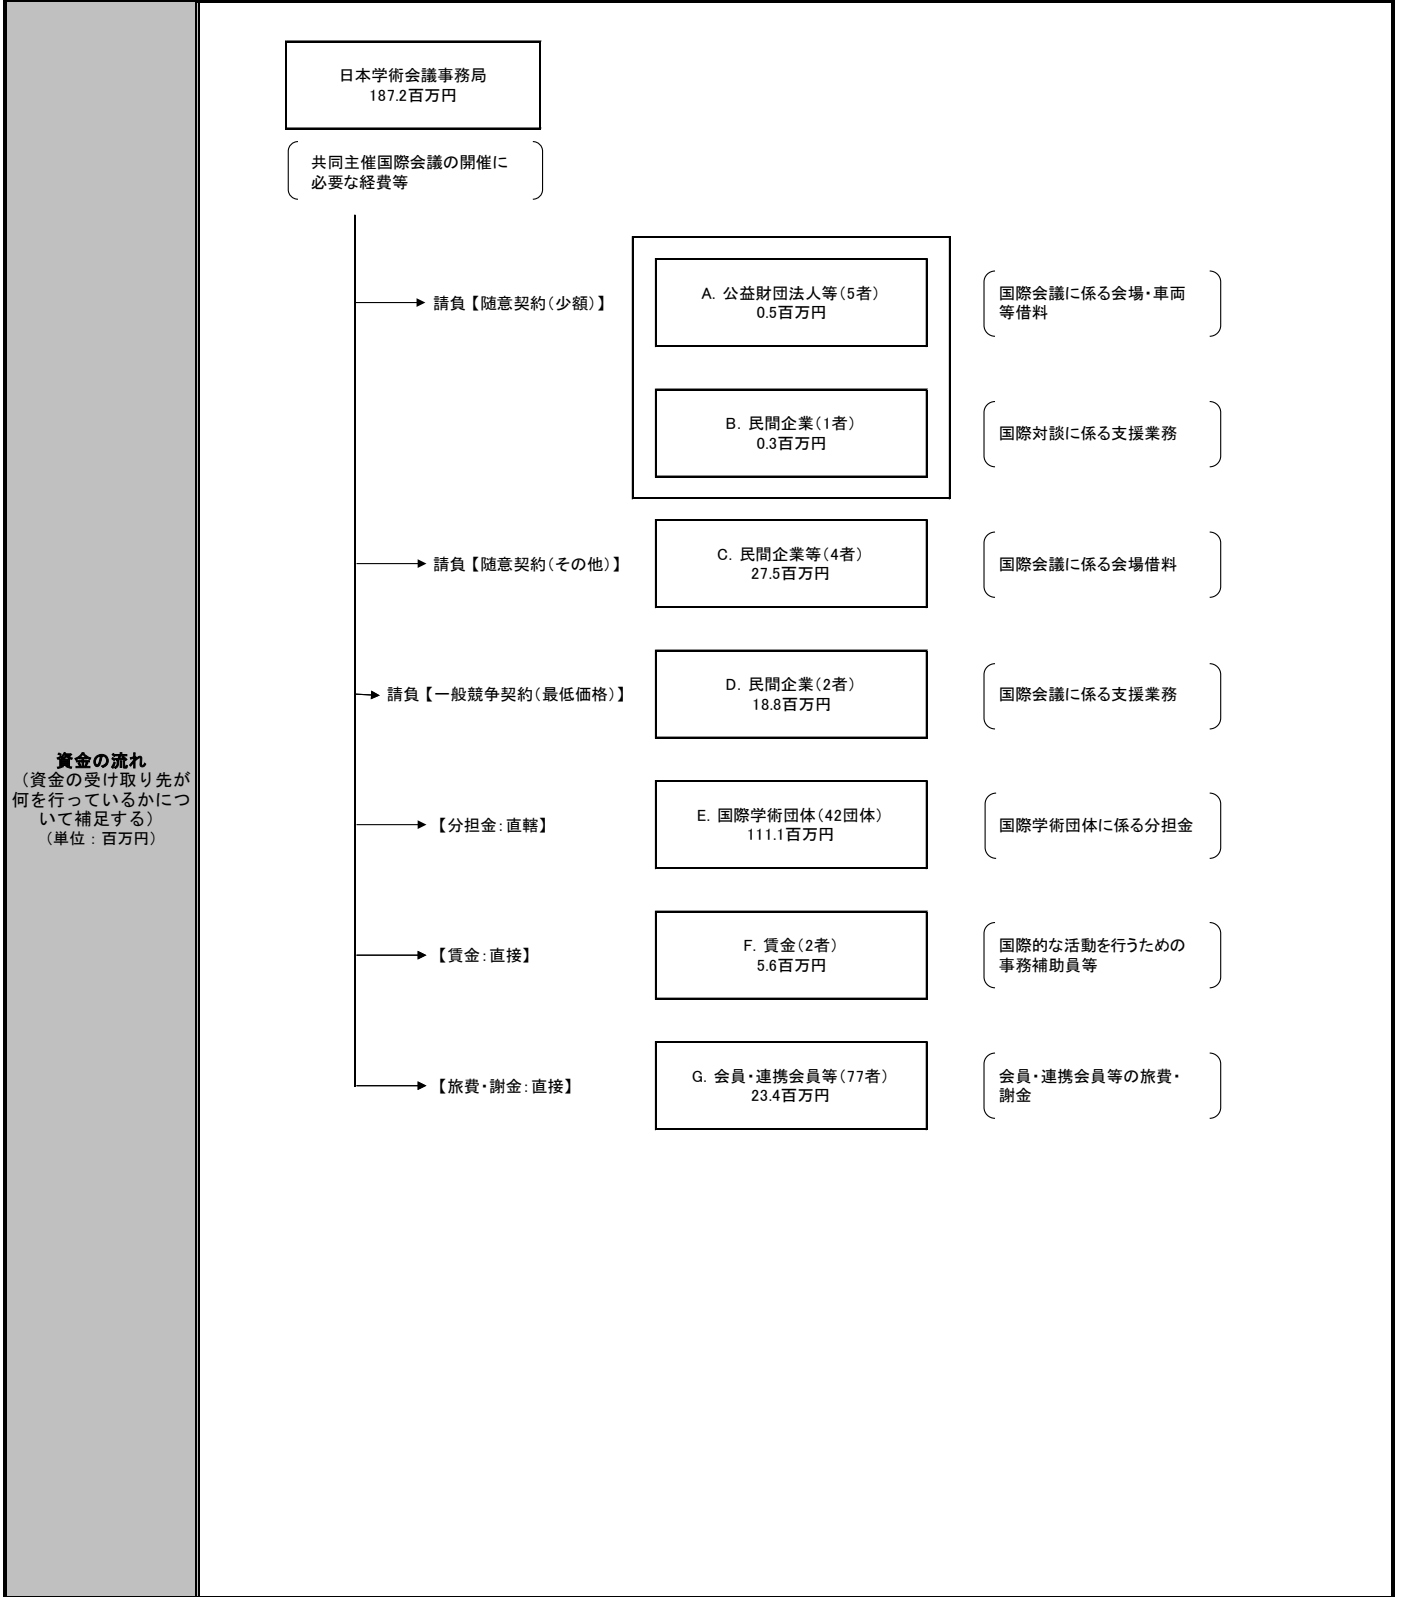 資金の流れ
（資金の受け取り先が
何を行っているかにつ
いて補足する）
（単位：百万円）
日本学術会議事務局
187.2百万円
共同主催国際会議の開催に
必要な経費等
請負【随意契約（少額）】
A. 公益財団法人等（5者）
0.5百万円
国際会議に係る会場・車両
等借料
B. 民間企業（1者）
0.3百万円
国際対談に係る支援業務
請負【随意契約（その他）】
C. 民間企業等（4者）
27.5百万円
国際会議に係る会場借料
請負【一般競争契約（最低価格）】
D. 民間企業（2者）
18.8百万円
国際会議に係る支援業務
【分担金：直轄】
E. 国際学術団体（42団体）
111.1百万円
国際学術団体に係る分担金
【賃金：直接】
F. 賃金（2者）
5.6百万円
国際的な活動を行うための
事務補助員等
【旅費・謝金：直接】
G. 会員・連携会員等（77者）
23.4百万円
会員・連携会員等の旅費・
謝金